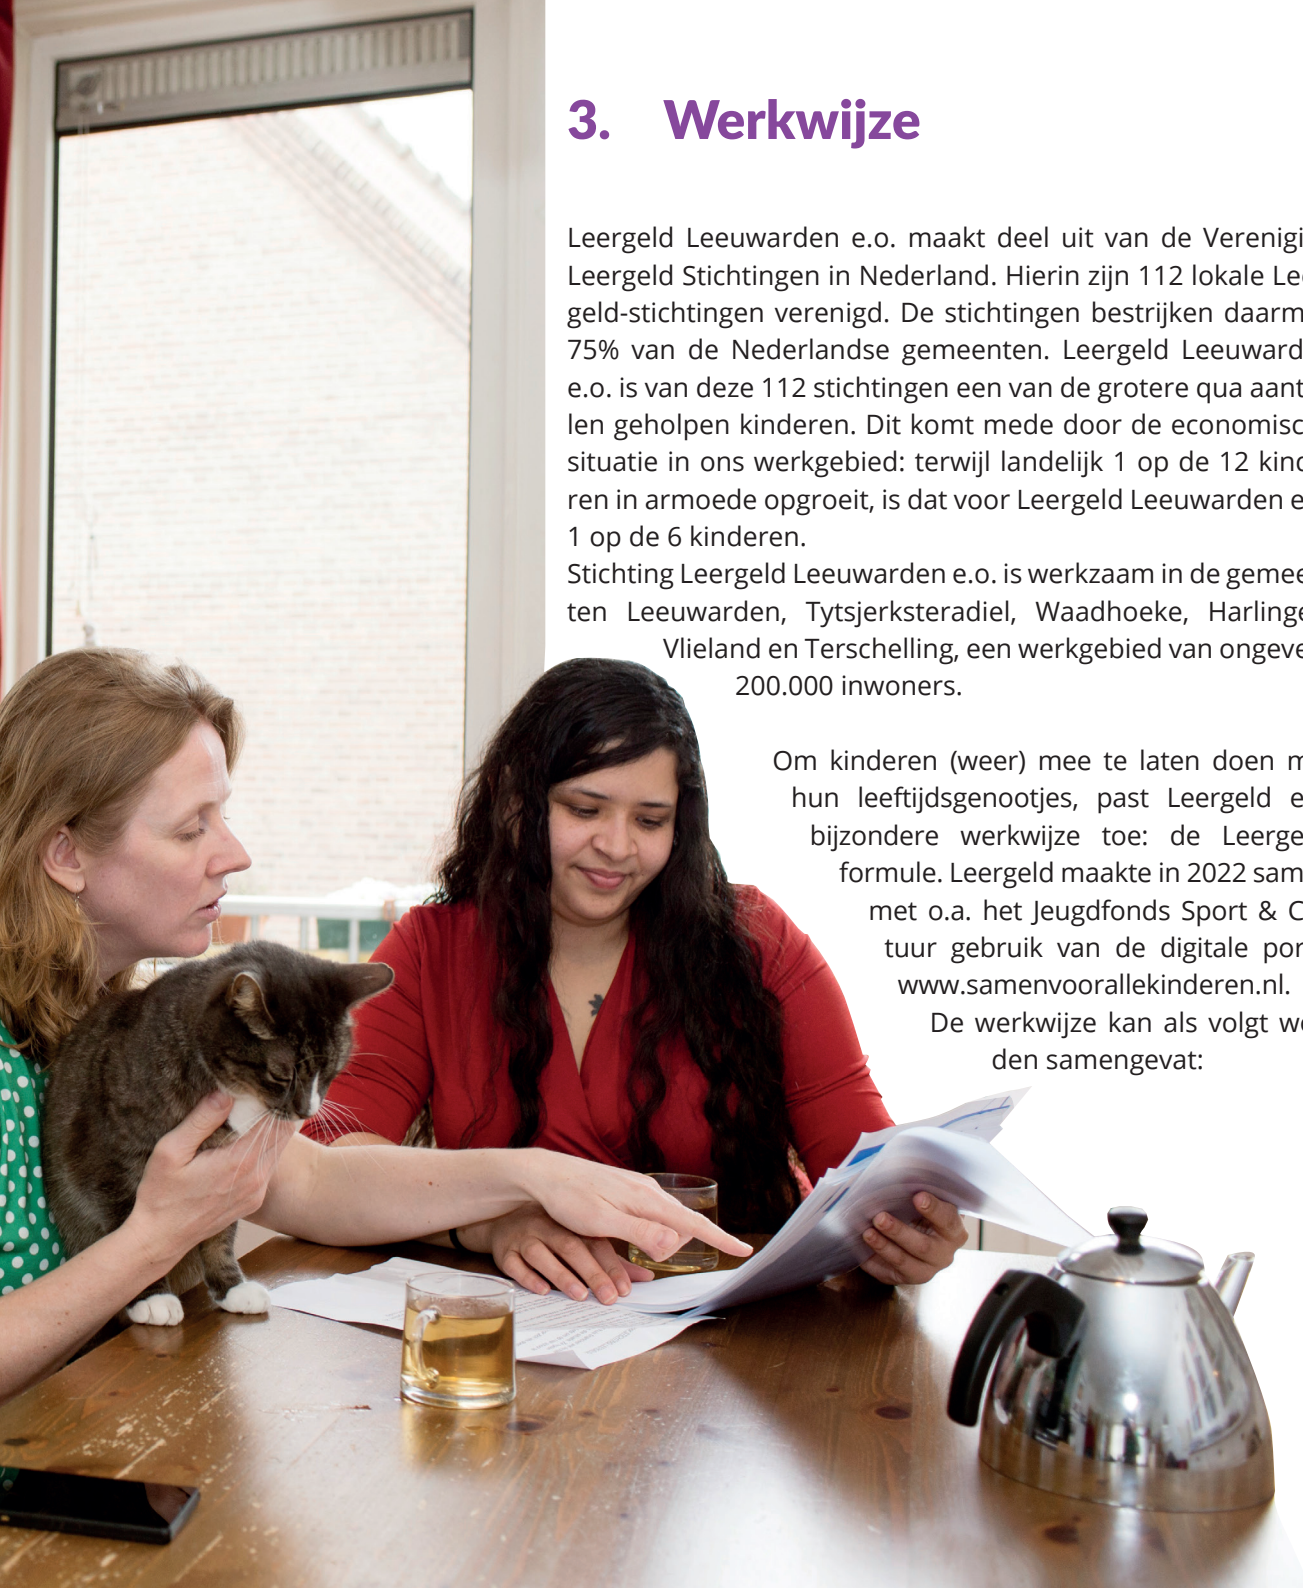 3. Werkwijze
Leergeld Leeuwarden e.o. maakt deel uit van de Verenigi
Leergeld Stichtingen in Nederland. Hierin zijn 112 lokale Lee
geld-stichtingen verenigd. De stichtingen bestrijken daarm
75% van de Nederlandse gemeenten. Leergeld Leeuward
e.o. is van deze 112 stichtingen een van de grotere qua aant
len geholpen kinderen. Dit komt mede door de economisc
situatie in ons werkgebied: terwijl landelijk 1 op de 12 kind
ren in armoede opgroeit, is dat voor Leergeld Leeuwarden e
1 op de 6 kinderen.
Stichting Leergeld Leeuwarden e.o. is werkzaam in de gemee
ten Leeuwarden, Tytsjerksteradiel, Waadhoeke, Harlinge
Vlieland en Terschelling, een werkgebied van ongeve
200.000 inwoners.
Om kinderen (weer) mee te laten doen m
hun leeftijdsgenootjes, past Leergeld e
bijzondere werkwijze toe: de Leerge
formule. Leergeld maakte in 2022 sam
met o.a. het Jeugdfonds Sport & C
tuur gebruik van de digitale por
www.samenvoorallekinderen.nl.
De werkwijze kan als volgt wo
den samengevat: